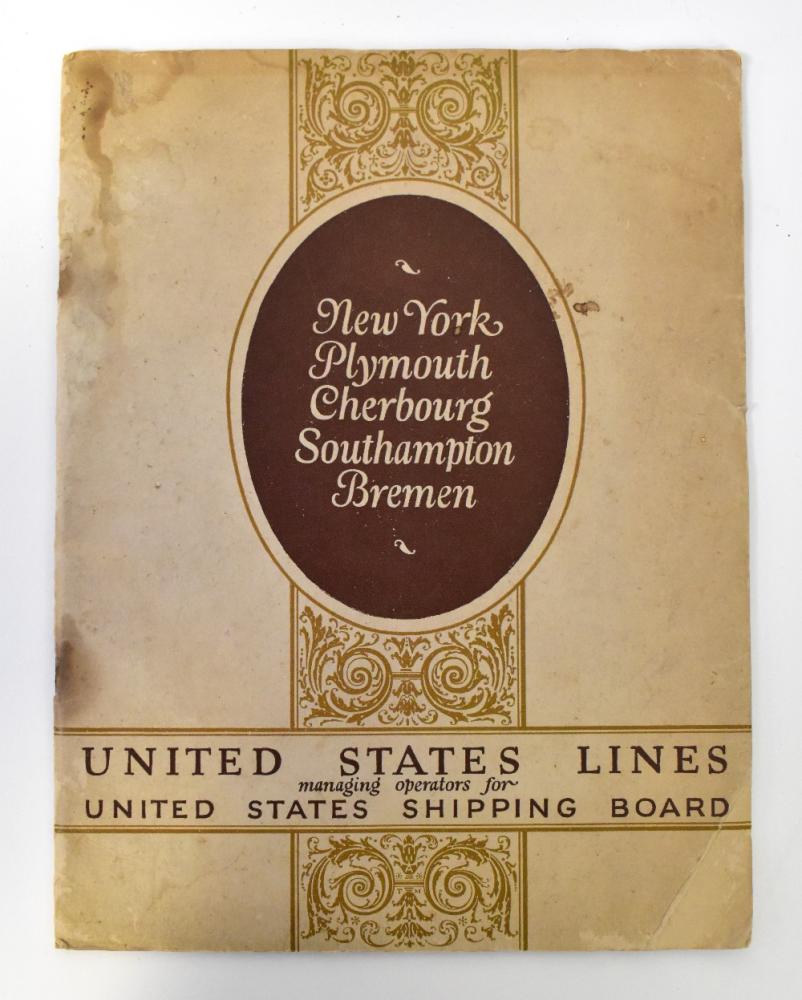 New York
Plymouth
Cherbourg
Southampton
Bremen
UNITED STATES LINES
managing operators for
UNITED STATES SHIPPING BOARD
T M